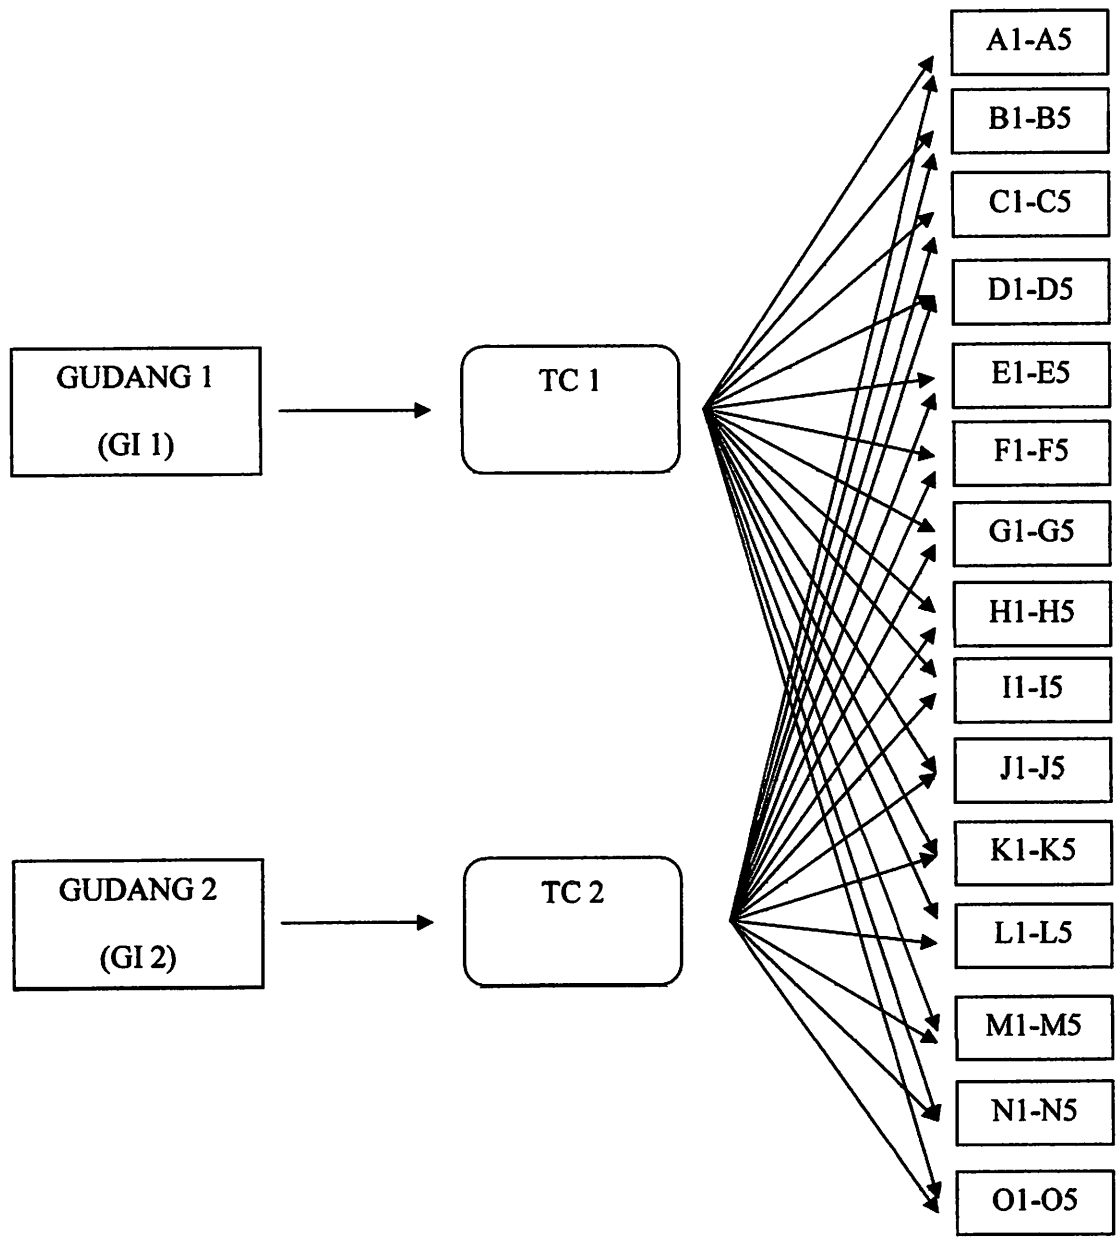 GUDANG 1
(GI 1)
TC 1
GUDANG 2
(GI 2)
TC 2
A1-A5
B1-B5
C1-C5
D1-D5
E1-E5
F1-F5
G1-G5
H1-H5
I1-I5
J1-J5
K1-K5
L1-L5
M1-M5
N1-N5
O1-O5